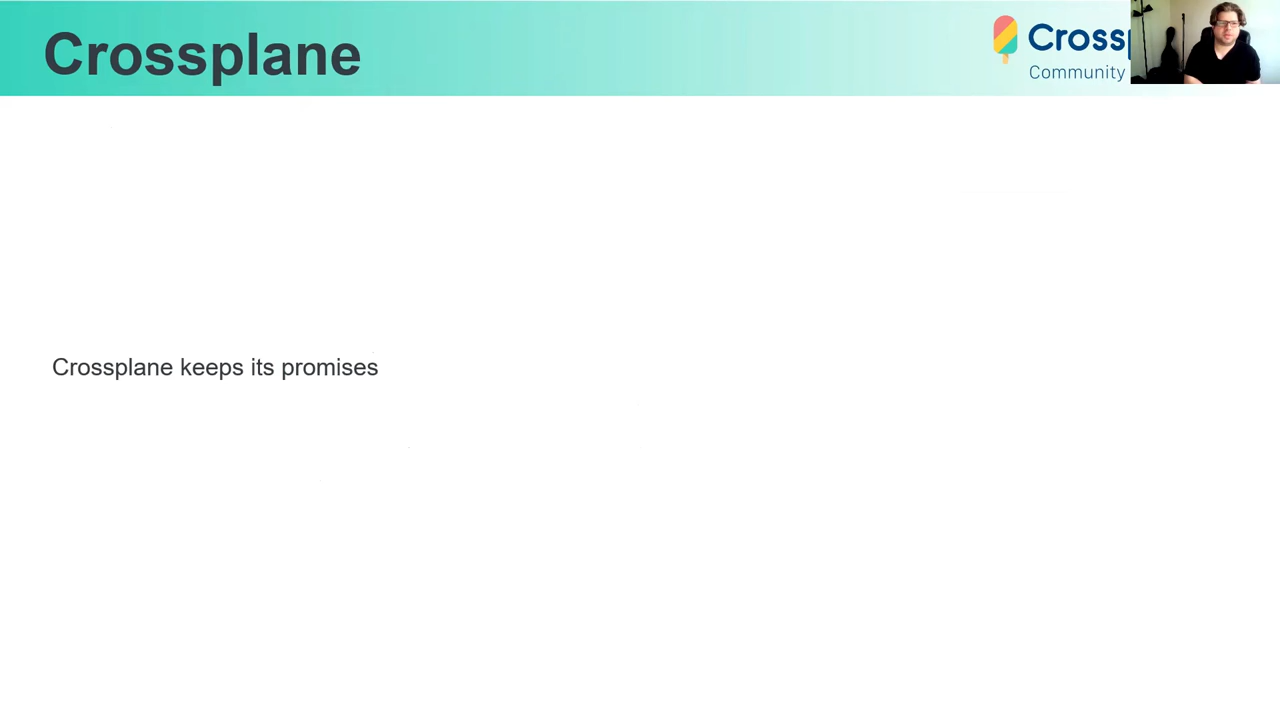 Crossplane
Cross
Community
Crossplane keeps its promises